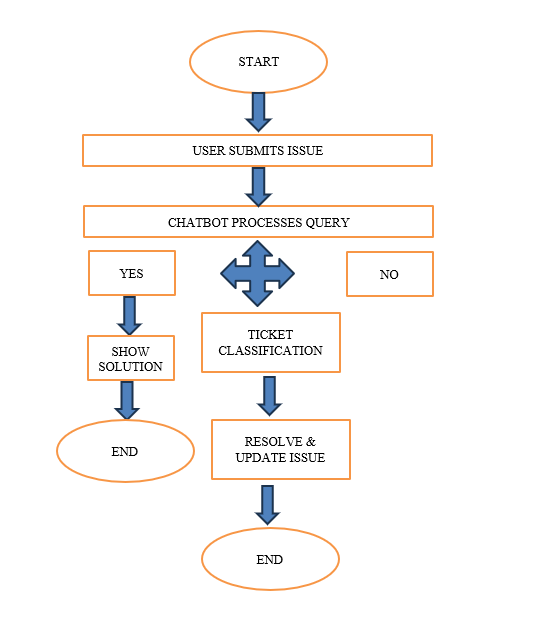 START
USER SUBMITS ISSUE
CHATBOT PROCESSES QUERY
YES
NO
TICKET
CLASSIFICATION
SHOW
SOLUTION
RESOLVE &
UPDATE ISSUE
END
END